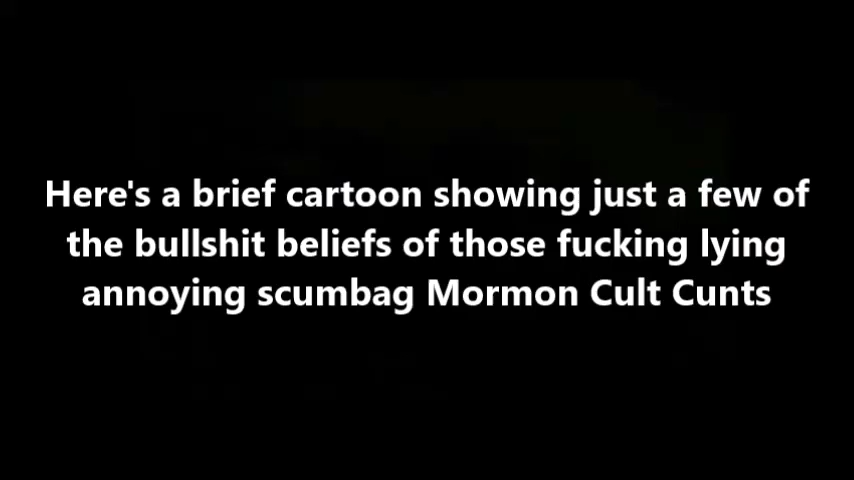 Here's a brief cartoon showing just a few of
the bullshit beliefs of those fucking lying
annoying scumbag Mormon Cult Cunts